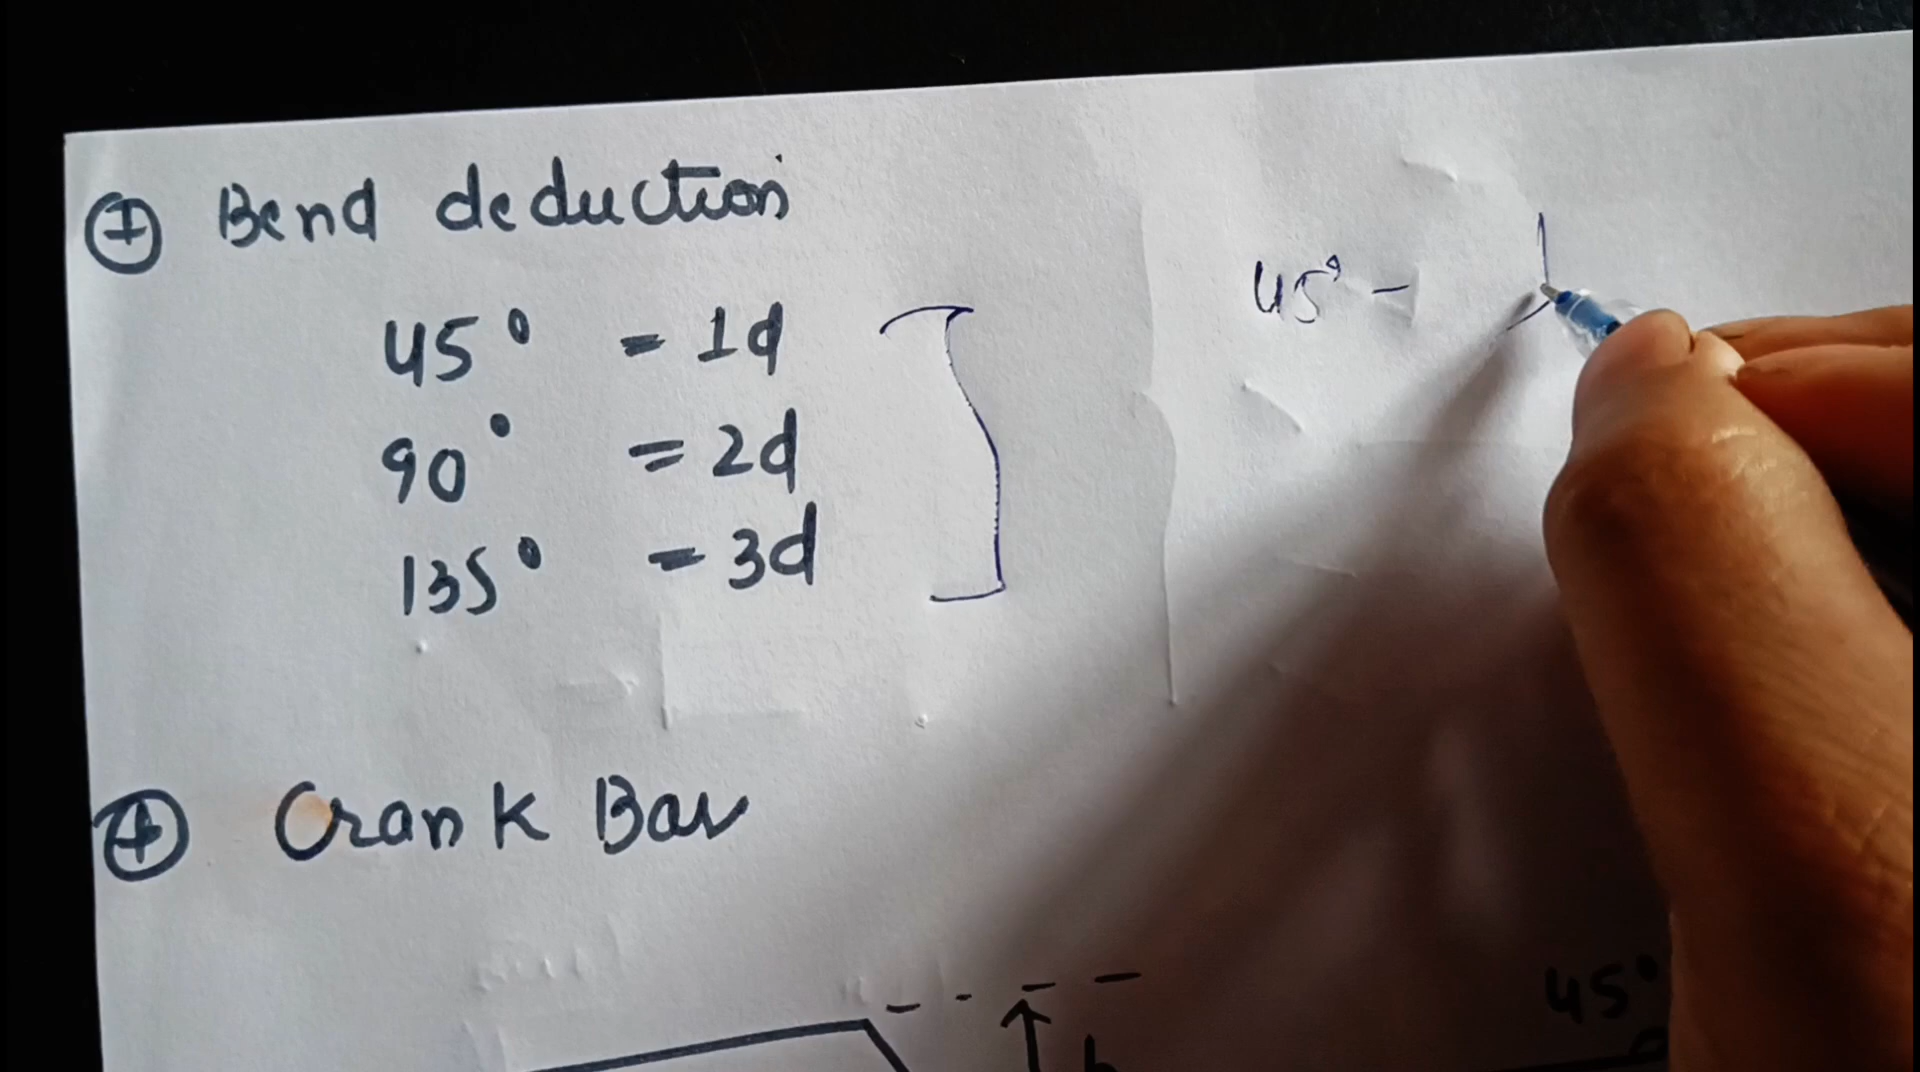 ⊕ Bend deduction
45° = 1d
90° = 2d
135° = 3d
45° -
⊕ Crank Bar
45°
h